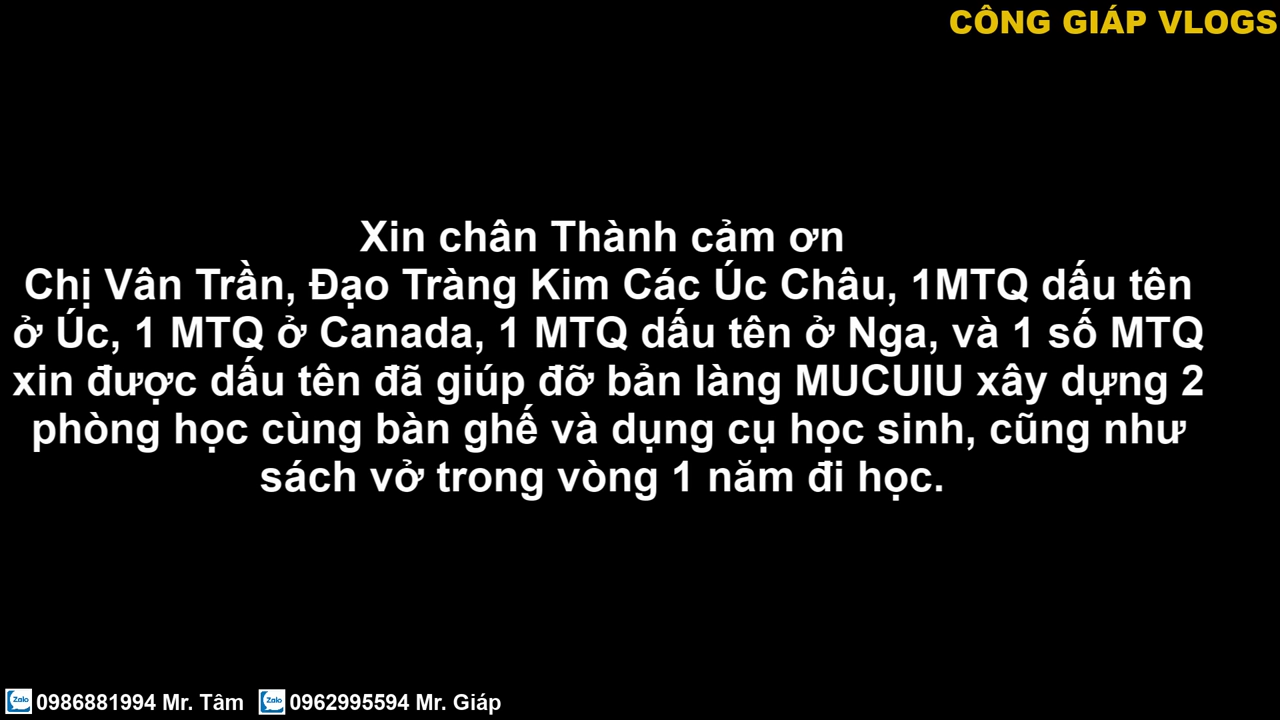 CÔNG GIÁP VLOGS
Xin chân Thành cảm ơn
Chị Vân Trần, Đạo Tràng Kim Các Úc Châu, 1MTQ dấu tên
ở Úc, 1 MTQ ở Canada, 1 MTQ dấu tên ở Nga, và 1 số MTQ
xin được dấu tên đã giúp đỡ bản làng MUCUIU xây dựng 2
phòng học cùng bàn ghế và dụng cụ học sinh, cũng như
sách vở trong vòng 1 năm đi học.
Zalo 0986881994 Mr. Tâm Zalo 0962995594 Mr. Giáp